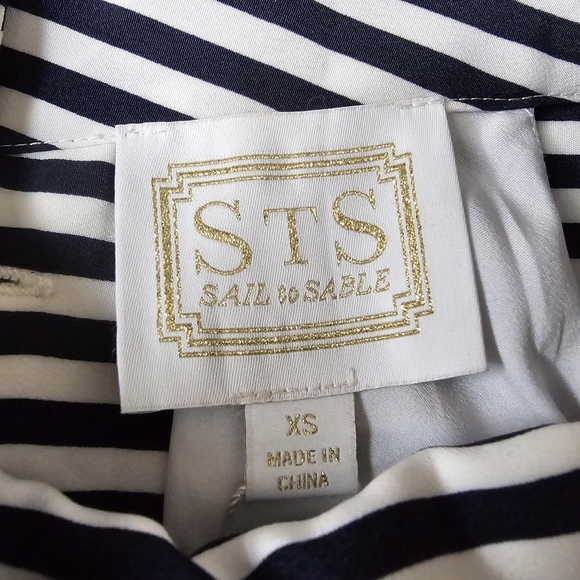 STS
SAIL to SABLE
XS
MADE IN
CHINA